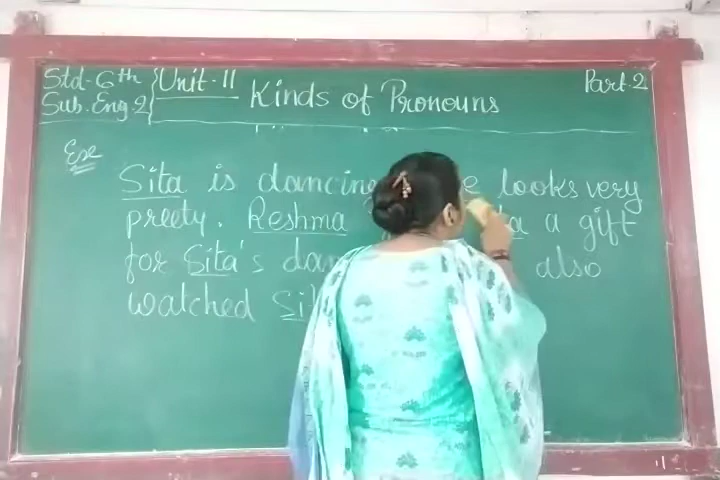 Std-6th Unit-11 Kinds of Pronouns Part.2
Sub.Eng.2
Exe
Sita is dancing looks very
preety. Reshma a gift
for Sita's also
watched